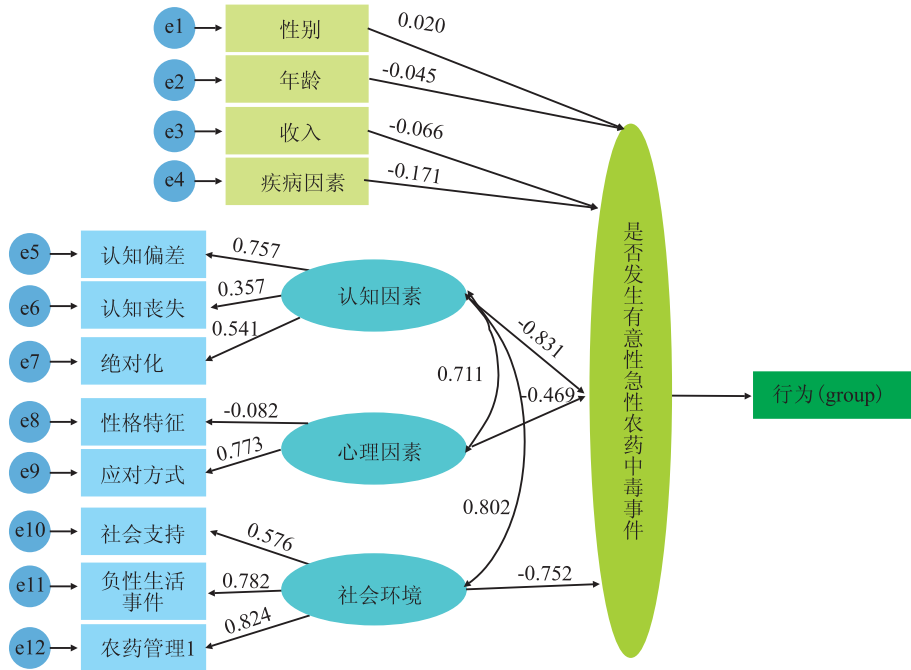 e1
性别
0.020
e2
年龄
-0.045
e3
收入
-0.066
e4
疾病因素
-0.171
e5
认知偏差
0.757
e6
认知丧失
0.357
认知因素
e7
绝对化
0.541
-0.831
0.711
e8
性格特征
-0.082
-0.469
心理因素
e9
应对方式
0.773
0.802
e10
社会支持
0.576
e11
负性生活
事件
0.782
社会环境
-0.752
e12
农药管理1
0.824
是否发生有意性急性农药中毒事件
行为(group)